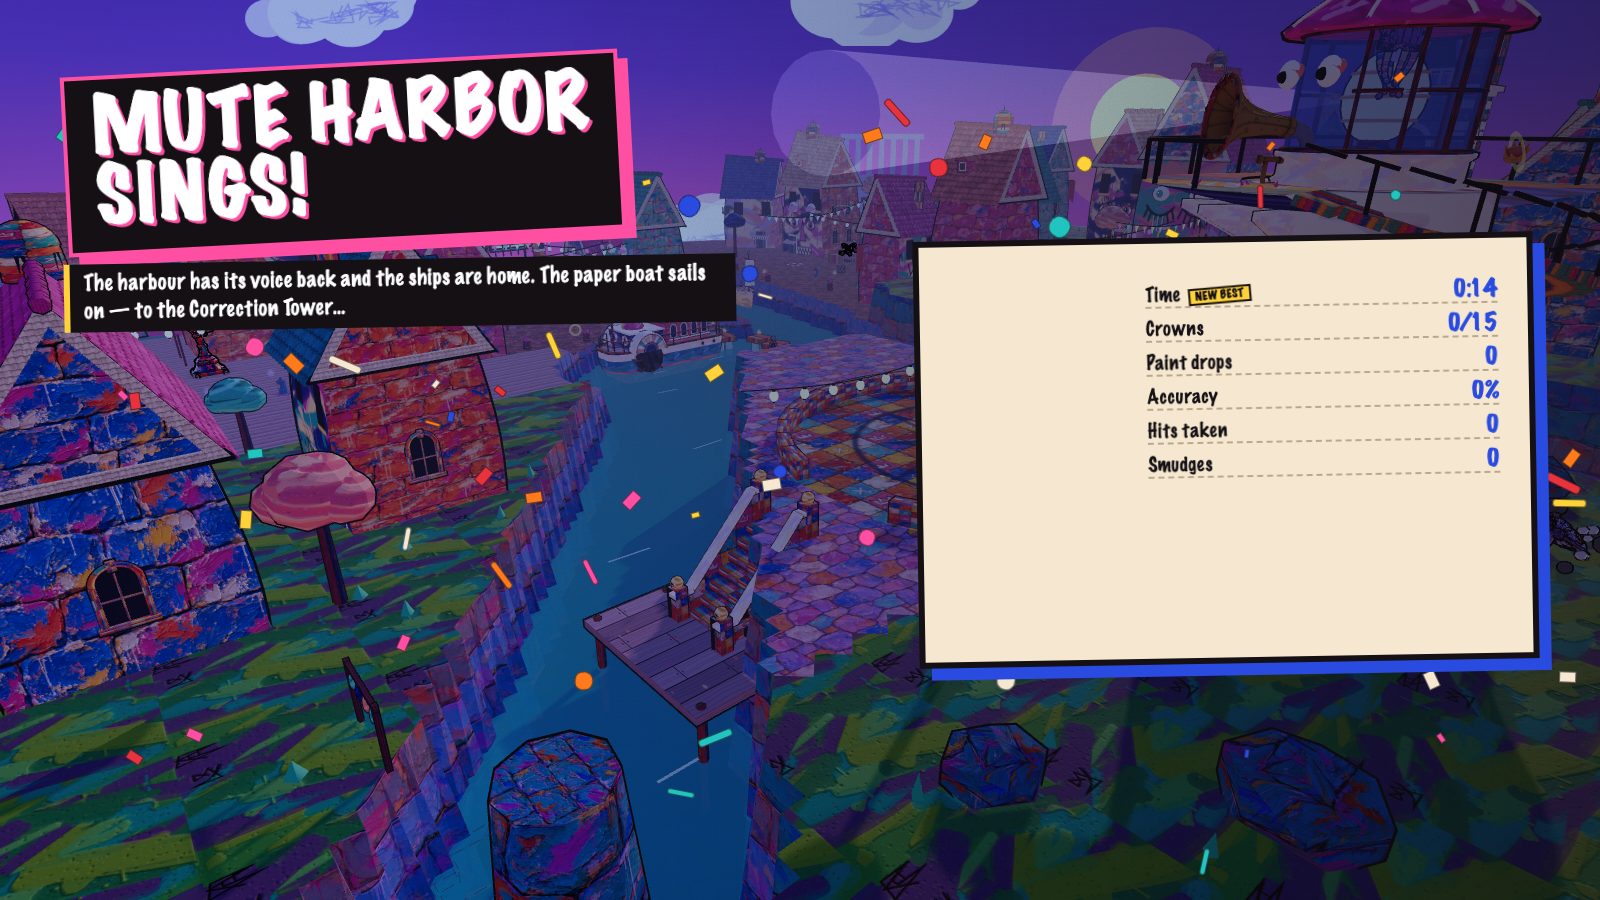 MUTE HARBOR
SINGS!
The harbour has its voice back and the ships are home. The paper boat sails
on — to the Correction Tower...
Time NEW BEST 0:14
Crowns 0/15
Paint drops 0
Accuracy 0%
Hits taken 0
Smudges 0